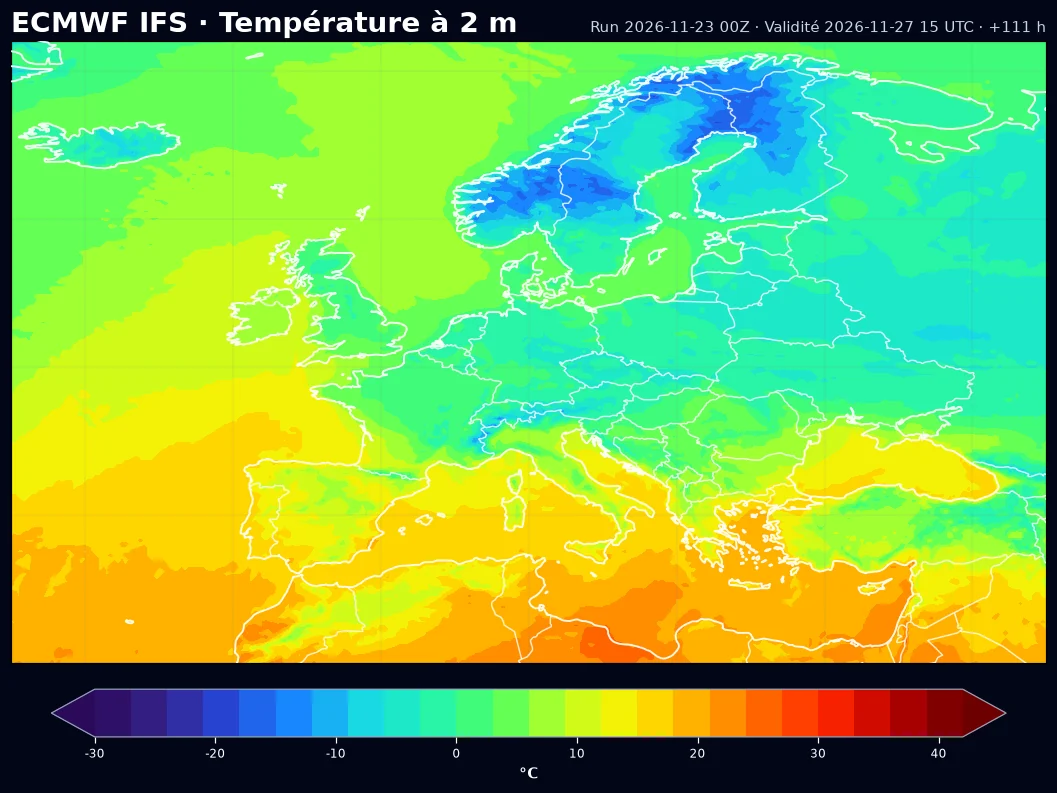 ECMWF IFS · Température à 2 m
Run 2026-11-23 00Z · Validité 2026-11-27 15 UTC · +111 h
-30 -20 -10 0 10 20 30 40
°C